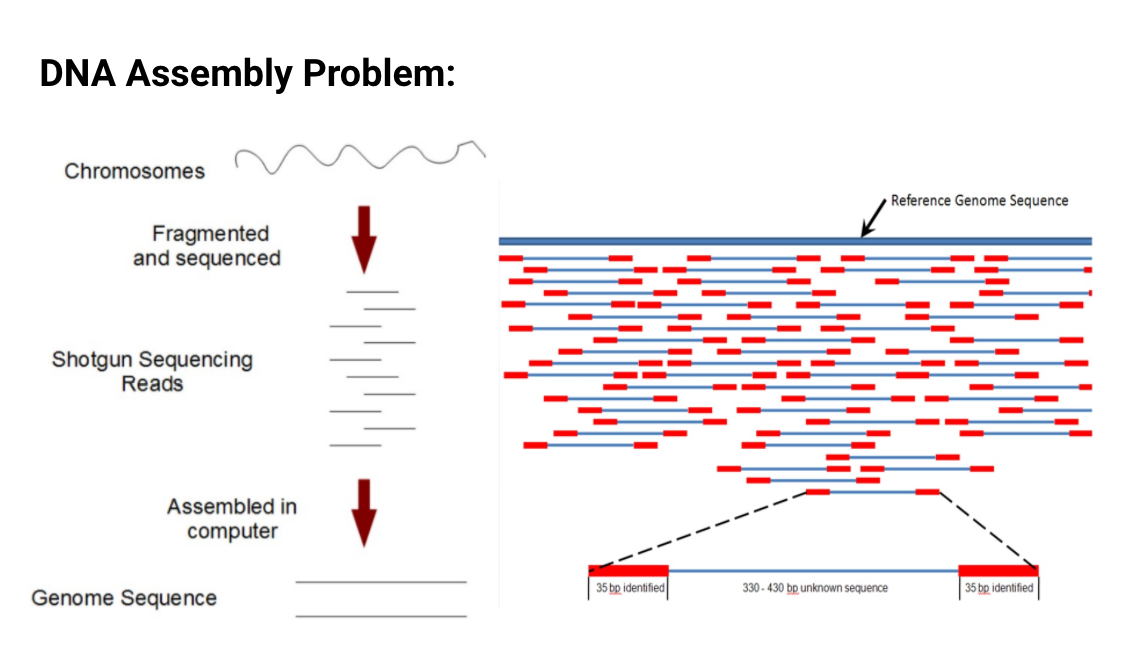 DNA Assembly Problem:
Chromosomes
Fragmented
and sequenced
Shotgun Sequencing
Reads
Assembled in
computer
Genome Sequence
Reference Genome Sequence
35 bp identified
330 - 430 bp unknown sequence
35 bp identified